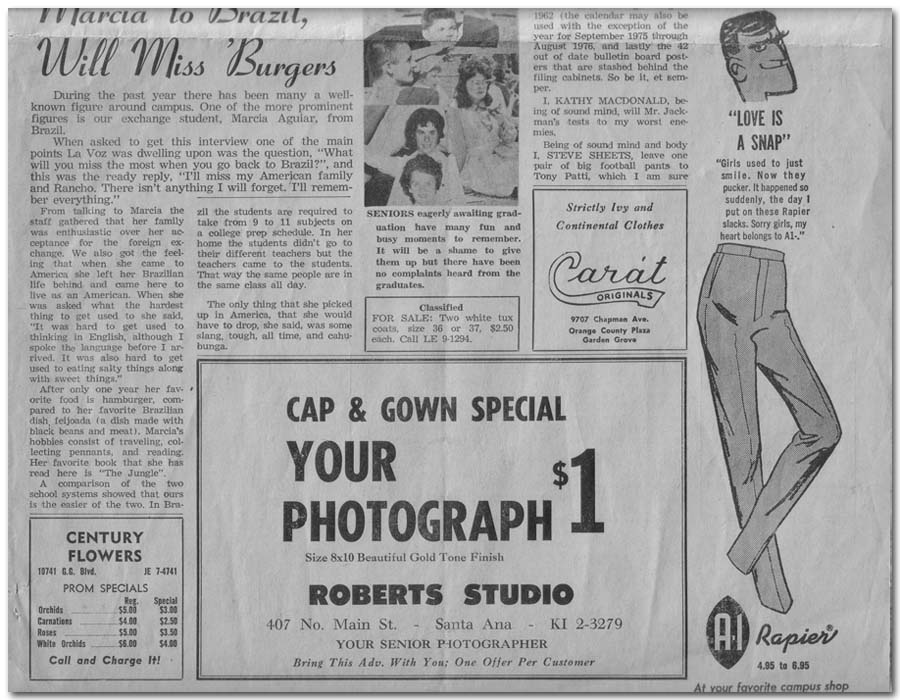 Marcia to Brazil,
Will Miss 'Burgers
During the past year there has been many a well-
known figure around campus. One of the more prominent
figures is our exchange student, Marcia Aguiar, from
Brazil.
When asked to get this interview one of the main
points La Voz was dwelling upon was the question, "What
will you miss the most when you go back to Brazil?", and
this was the ready reply, "I'll miss my American family
and Rancho. There isn't anything I will forget. I'll remem-
ber everything."
From talking to Marcia the
staff gathered that her family
was enthusiastic over her ac-
ceptance for the foreign ex-
change. We also got the feel-
ing that when she came to
America she left her Brazilian
life behind and came here to
live as an American. When she
was asked what the hardest
thing to get used to she said,
"It was hard to get used to
thinking in English, although I
spoke the language before I ar-
rived. It was also hard to get
used to eating salty things along
with sweet things."
After only one year her fav-
orite food is hamburger, com-
pared to her favorite Brazilian
dish feijoada (a dish made with
black beans and meat). Marcia's
hobbies consist of traveling, col-
lecting pennants, and reading.
Her favorite book that she has
read here is "The Jungle".
A comparison of the two
school systems showed that ours
is the easier of the two. In Bra-
zil the students are required to
take from 9 to 11 subjects on
a college prep schedule. In her
home the students didn't go to
their different teachers but the
teachers came to the students.
That way the same people are in
the same class all day.
The only thing that she picked
up in America, that she would
have to drop, she said, was some
slang, tough, all time, and cahu-
bunga.
CENTURY
FLOWERS
10741 G.G. Blvd. JE 7-4741
PROM SPECIALS
Reg. Special
Orchids $5.00 $3.00
Carnations $4.00 $2.50
Roses $5.00 $3.50
White Orchids $6.00 $4.00
Call and Charge It!
SENIORS eagerly awaiting grad-
uation have many fun and
busy moments to remember.
It will be a shame to give
them up but there have been
no complaints heard from the
graduates.
Classified
FOR SALE: Two white tux
coats, size 36 or 37, $2.50
each. Call LE 9-1294.
1962 (the calendar may also be
used with the exception of the
year for September 1975 through
August 1976, and lastly the 42
out of date bulletin board post-
ers that are stashed behind the
filing cabinets. So be it, et sem-
per.
I, KATHY MACDONALD, be-
ing of sound mind, will Mr. Jack-
man's tests to my worst ene-
mies,
Being of sound mind and body
I, STEVE SHEETS, leave one
pair of big football pants to
Tony Patti, which I am sure
Strictly Ivy and
Continental Clothes
Carát
ORIGINALS
9707 Chapman Ave.
Orange County Plaza
Garden Grove
CAP & GOWN SPECIAL
YOUR
PHOTOGRAPH $1
Size 8x10 Beautiful Gold Tone Finish
ROBERTS STUDIO
407 No. Main St. - Santa Ana - KI 2-3279
YOUR SENIOR PHOTOGRAPHER
Bring This Adv. With You; One Offer Per Customer
"LOVE IS
A SNAP"
"Girls used to just
smile. Now they
pucker. It happened so
suddenly, the day I
put on these Rapier
slacks. Sorry girls, my
heart belongs to A1-."
A-1 Rapier®
4.95 to 6.95
At your favorite campus shop